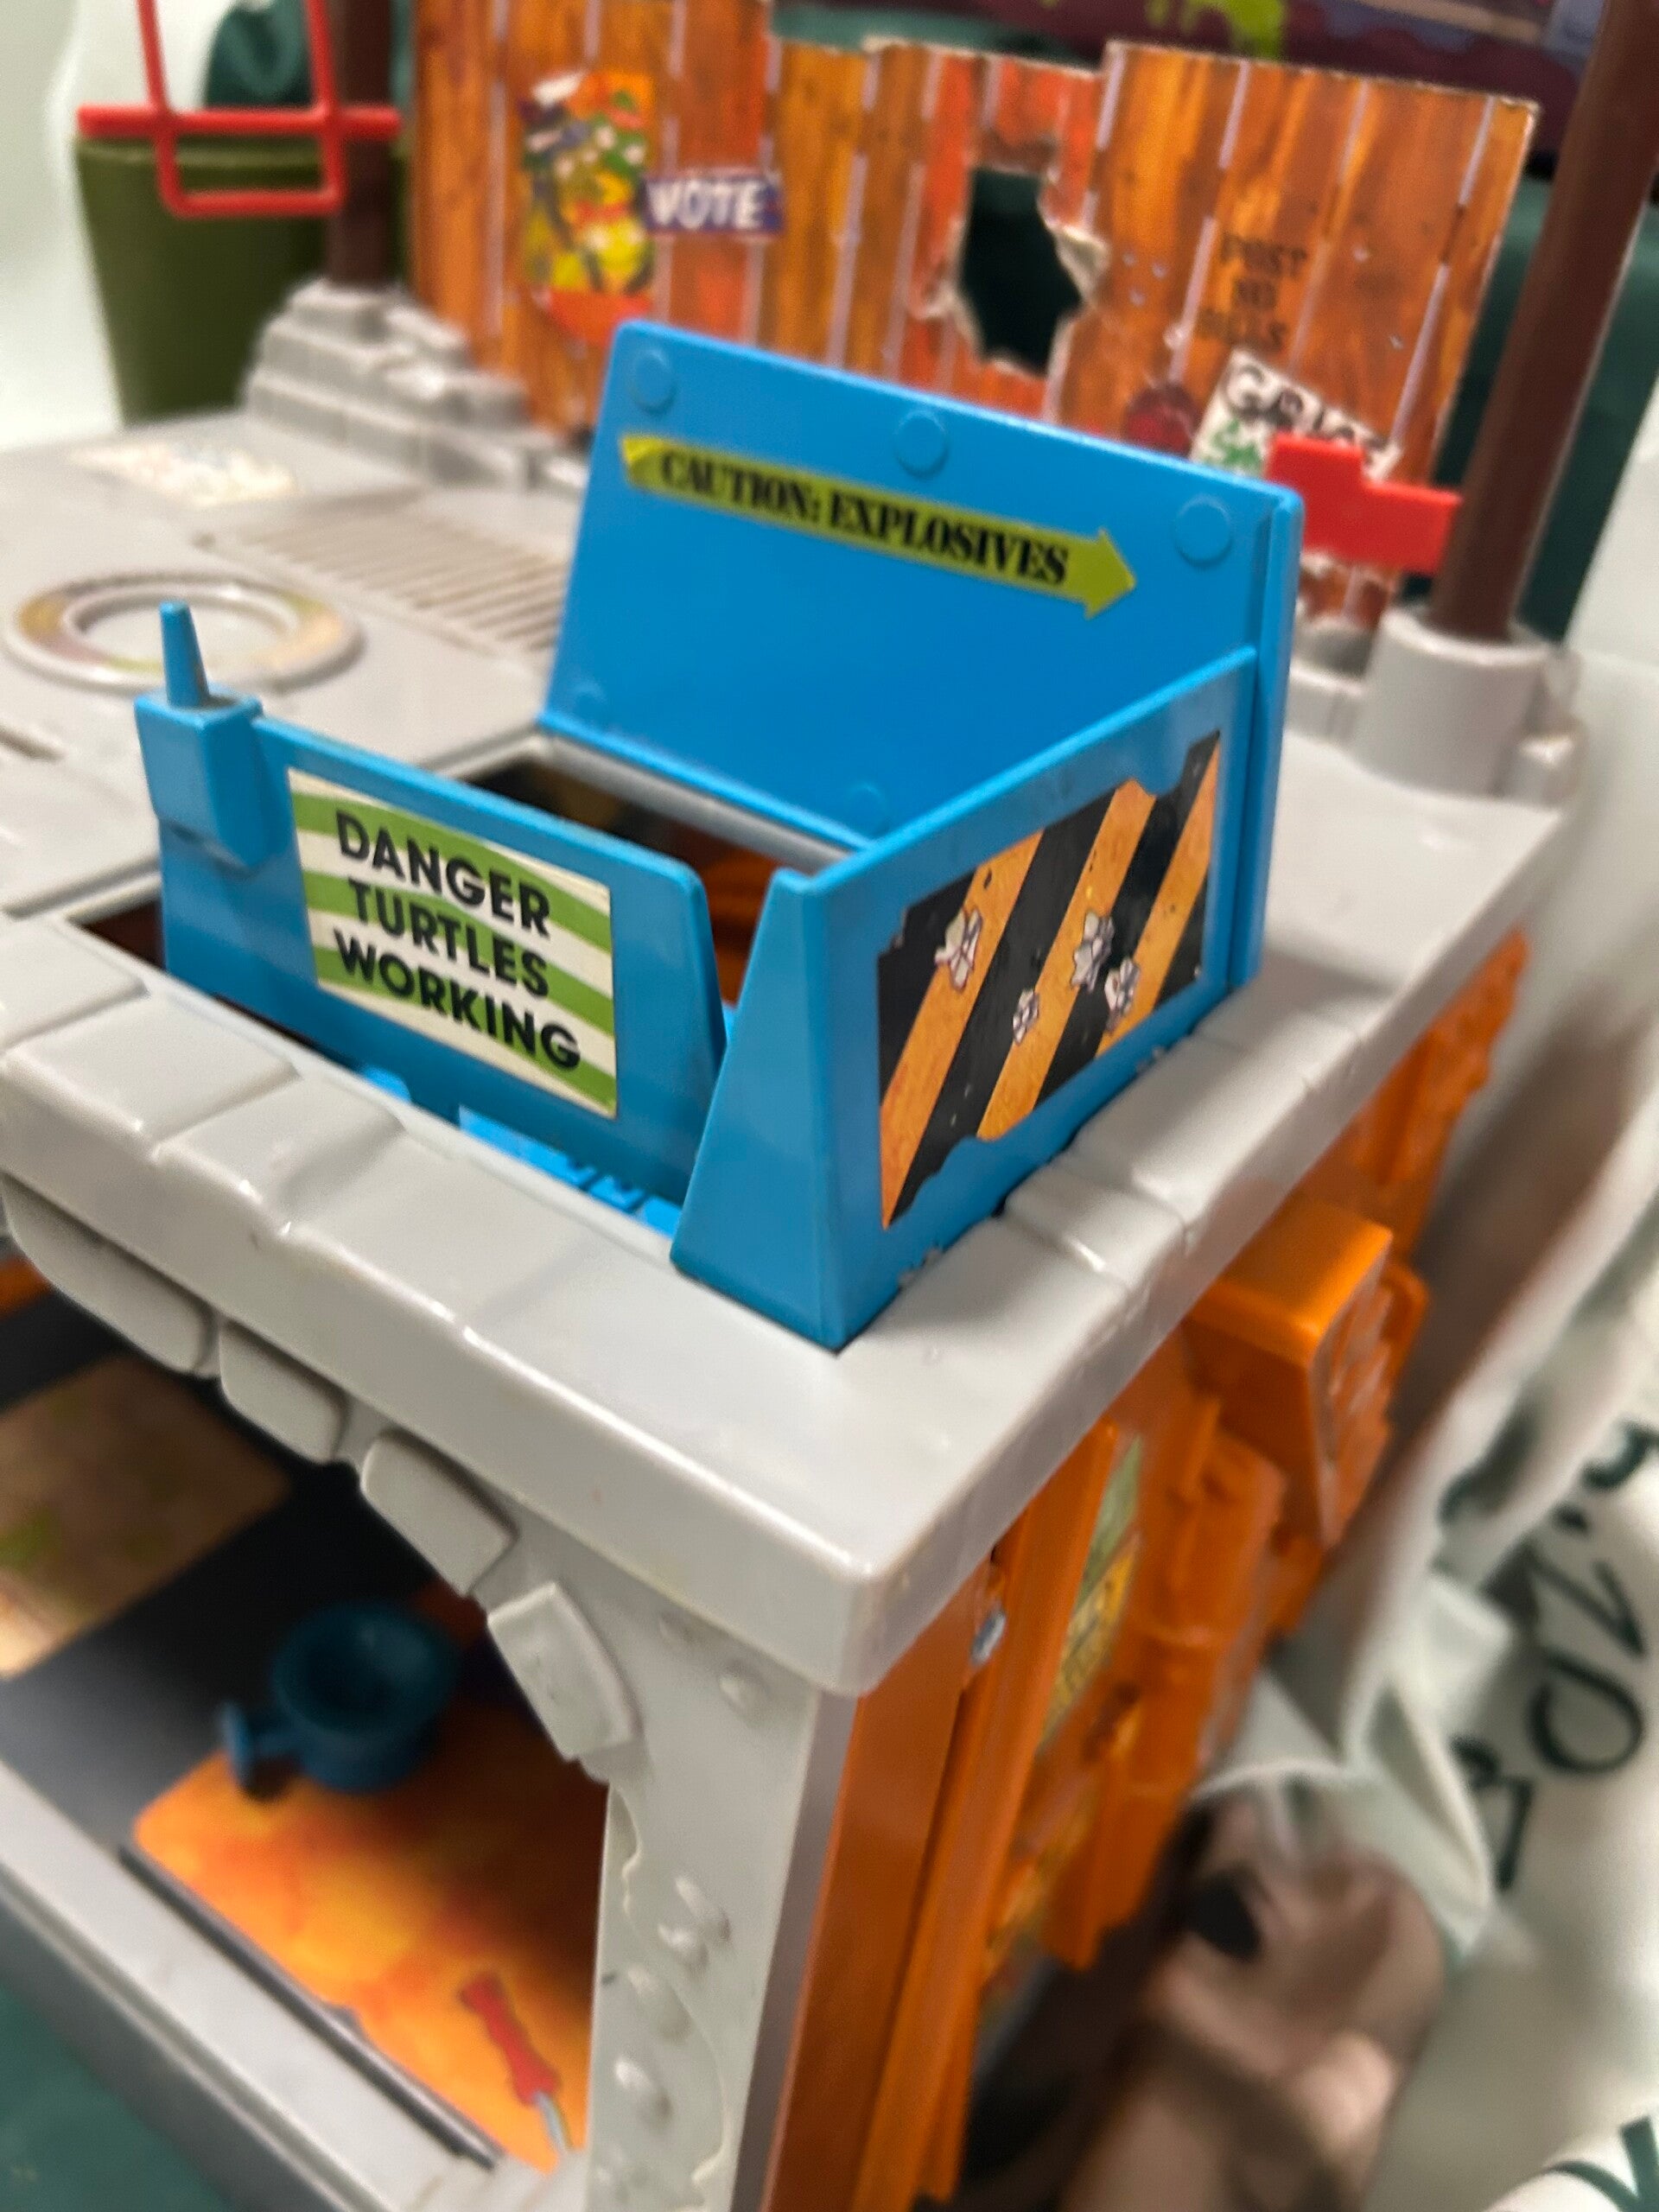 VOTE
POST
NO
BILLS
CAUTION: EXPLOSIVES
DANGER
TURTLES
WORKING